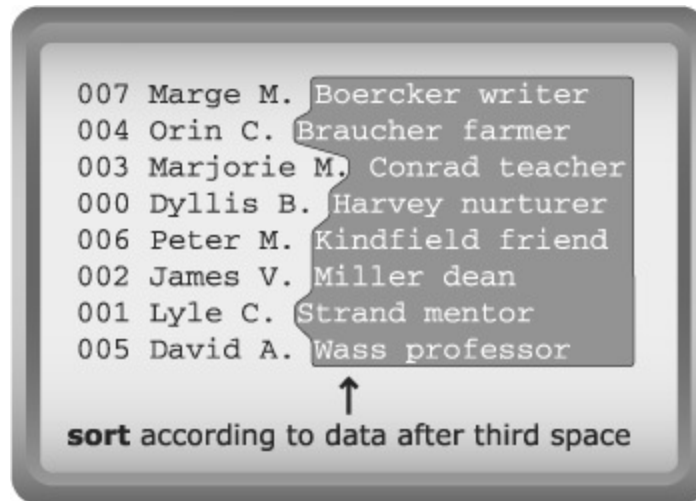 007 Marge M. Boercker writer
004 Orin C. Braucher farmer
003 Marjorie M. Conrad teacher
000 Dyllis B. Harvey nurturer
006 Peter M. Kindfield friend
002 James V. Miller dean
001 Lyle C. Strand mentor
005 David A. Wass professor
sort according to data after third space